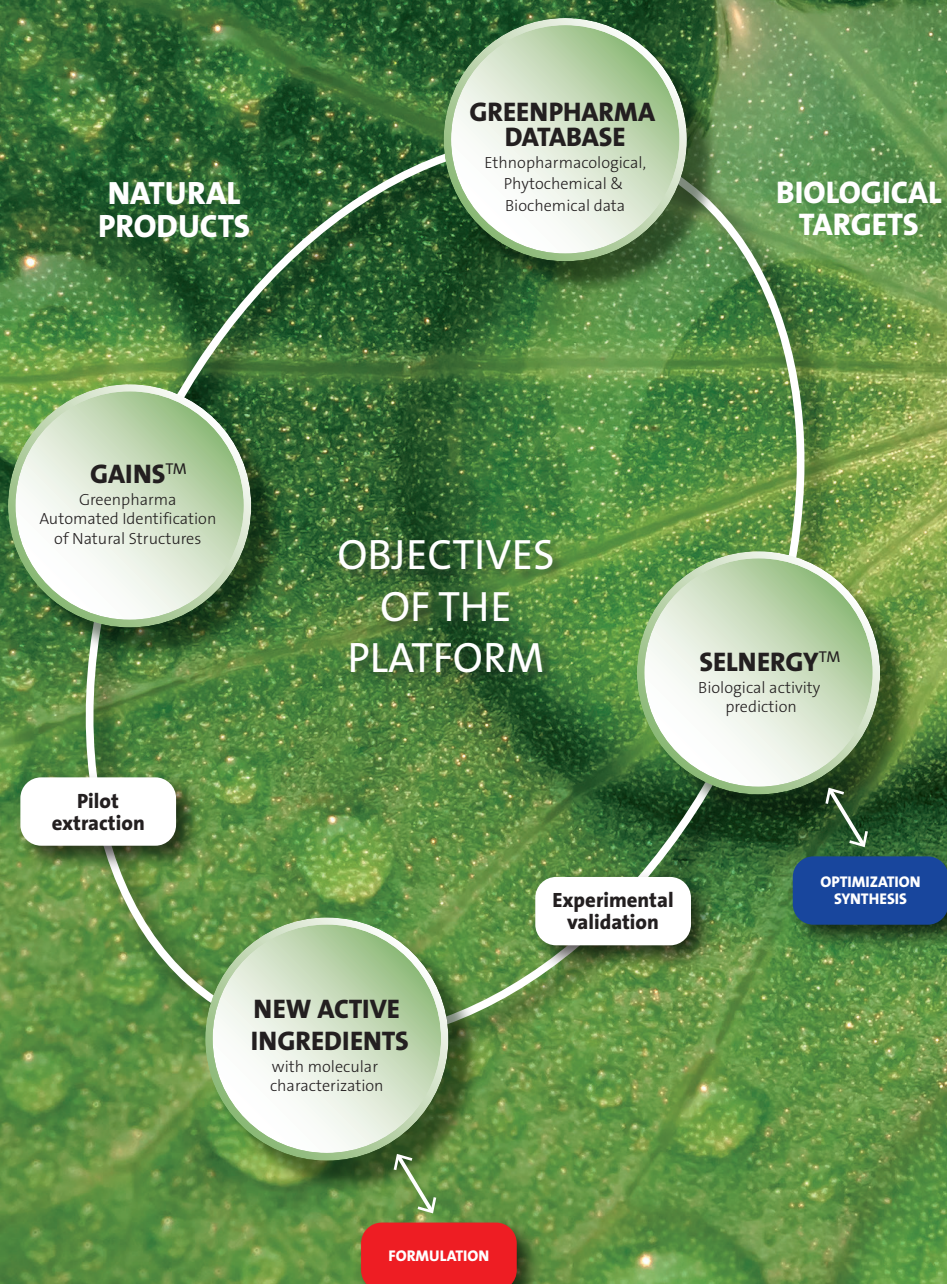 GREENPHARMA
DATABASE
Ethnopharmacological,
Phytochemical &
Biochemical data
NATURAL
PRODUCTS
BIOLOGICAL
TARGETS
GAINS™
Greenpharma
Automated Identification
of Natural Structures
OBJECTIVES
OF THE
PLATFORM
SELNERGY™
Biological activity
prediction
Pilot
extraction
Experimental
validation
OPTIMIZATION
SYNTHESIS
NEW ACTIVE
INGREDIENTS
with molecular
characterization
FORMULATION